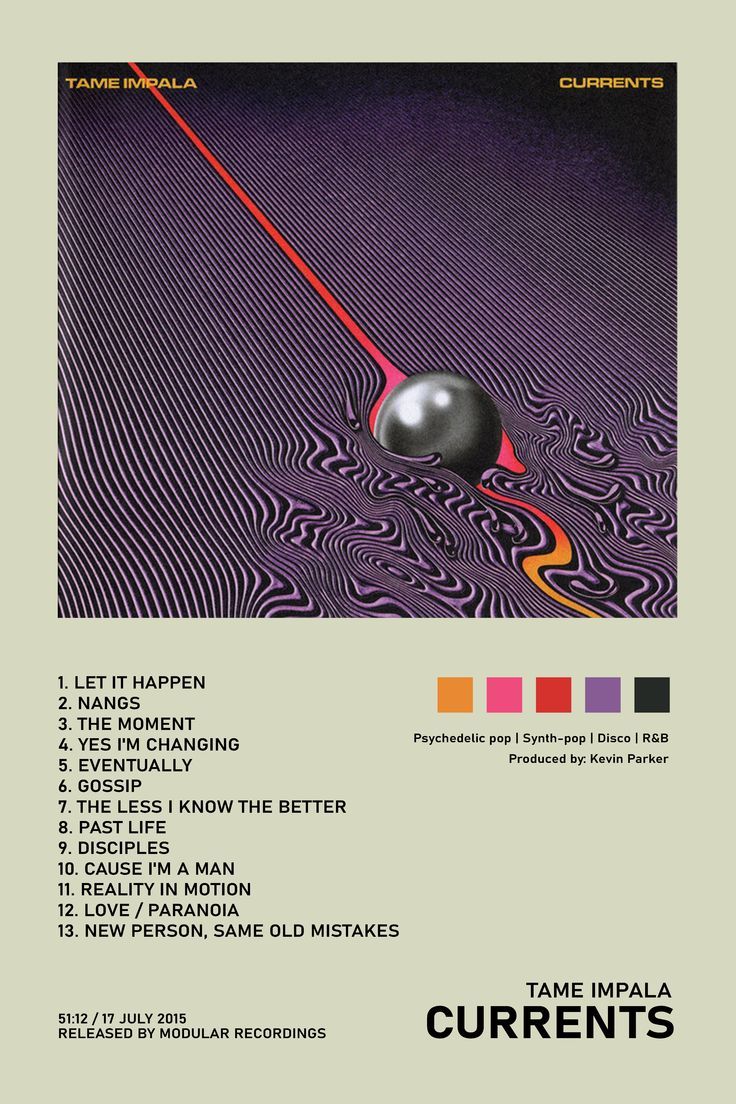 TAME IMPALA
CURRENTS
1. LET IT HAPPEN
2. NANGS
3. THE MOMENT
4. YES I'M CHANGING
5. EVENTUALLY
6. GOSSIP
7. THE LESS I KNOW THE BETTER
8. PAST LIFE
9. DISCIPLES
10. CAUSE I'M A MAN
11. REALITY IN MOTION
12. LOVE / PARANOIA
13. NEW PERSON, SAME OLD MISTAKES
Psychedelic pop | Synth-pop | Disco | R&B
Produced by: Kevin Parker
51:12 / 17 JULY 2015
RELEASED BY MODULAR RECORDINGS
TAME IMPALA
CURRENTS